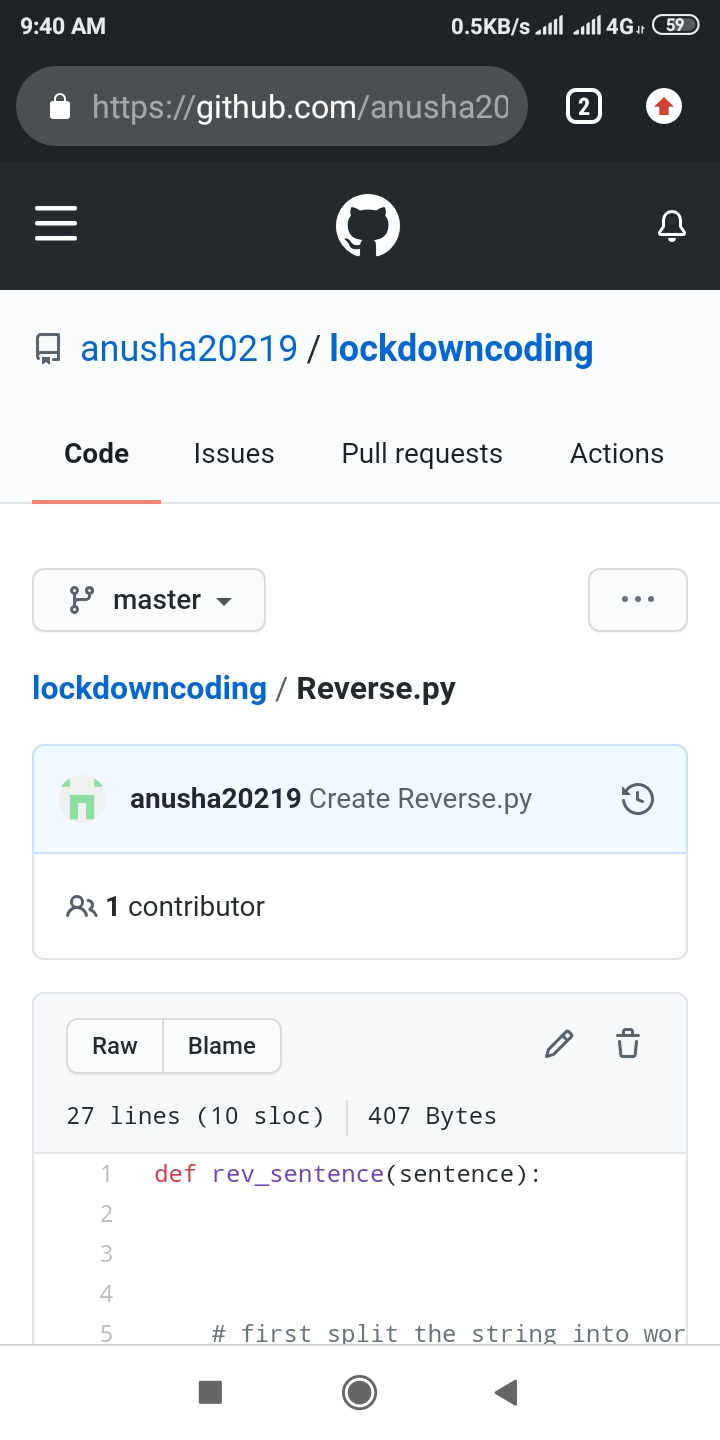 9:40 AM 0.5KB/s 4G 59
https://github.com/anusha20 2
anusha20219 / lockdowncoding
Code Issues Pull requests Actions
master
lockdowncoding / Reverse.py
anusha20219 Create Reverse.py
1 contributor
Raw Blame
27 lines (10 sloc) 407 Bytes
1 def rev_sentence(sentence):
2
3
4
5 # first split the string into wor